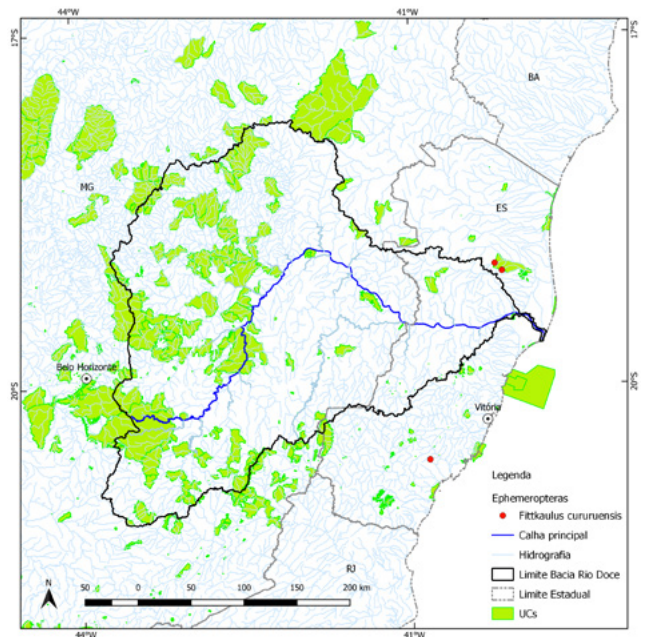 44°W 41°W
17°S 17°S
BA
MG
ES
Belo Horizonte
20°S 20°S
Vitória
Legenda
Ephemeropteras
Fittkaulus cururuensis
Calha principal
Hidrografia
Limite Bacia Rio Doce
Limite Estadual
UCs
RJ
N
50 0 50 100 150 200 km
44°W 41°W